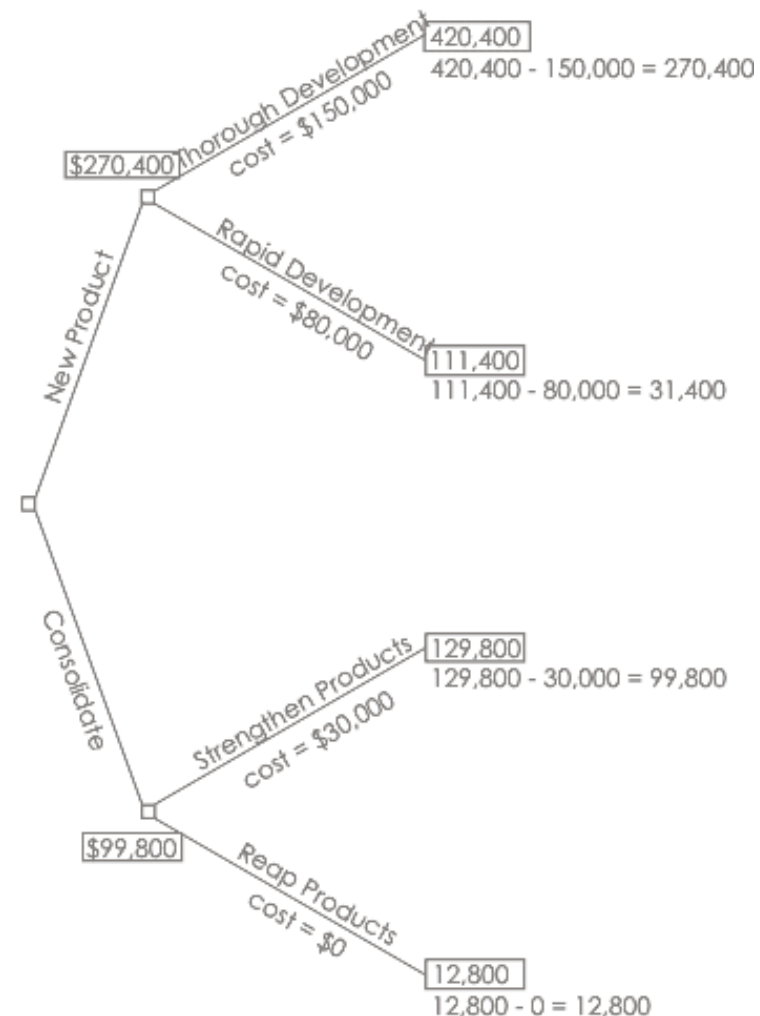 Thorough Development
cost = $150,000
420,400
420,400 - 150,000 = 270,400
$270,400
Rapid Development
cost = $80,000
111,400
111,400 - 80,000 = 31,400
New Product
Consolidate
Strengthen Products
cost = $30,000
129,800
129,800 - 30,000 = 99,800
$99,800
Reap Products
cost = $0
12,800
12,800 - 0 = 12,800